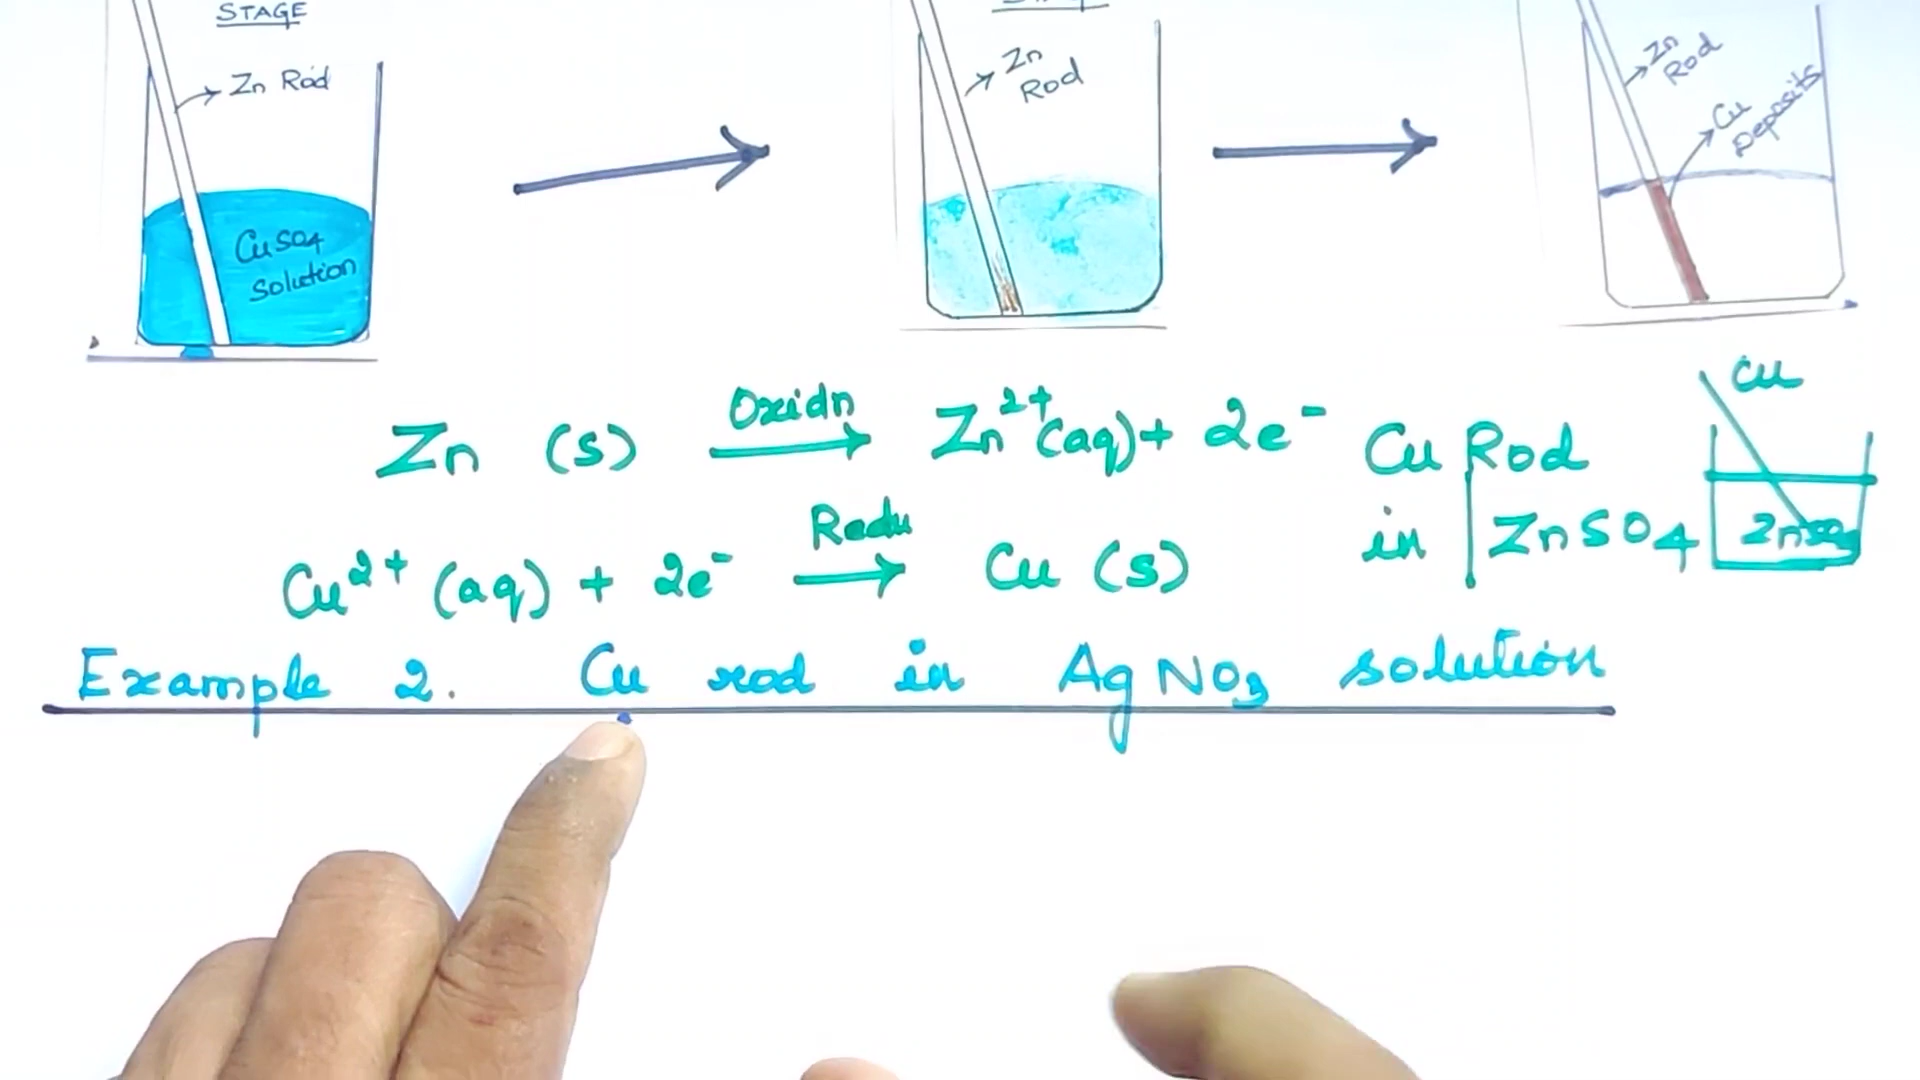 STAGE
Zn Rod
CuSO4
solution
Zn
Rod
Zn
Rod
Cu
Deposits
Zn (s) Oxidn → Zn²⁺(aq) + 2e⁻
Cu²⁺ (aq) + 2e⁻ Redu → Cu (s)
Cu Rod
in ZnSO4
Cu
Example 2. Cu rod in AgNO3 solution